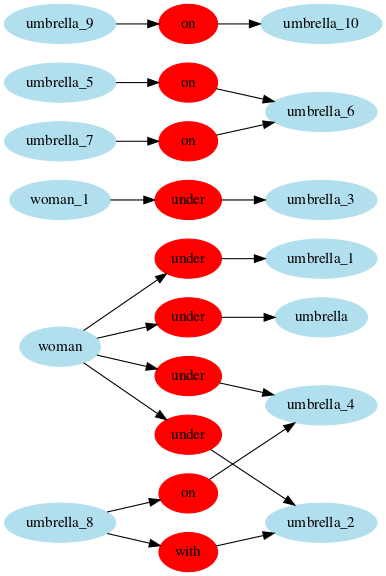 umbrella_9 on umbrella_10
umbrella_5 on
umbrella_6
umbrella_7 on
woman_1 under umbrella_3
under umbrella_1
under umbrella
woman
under
umbrella_4
under
on
umbrella_8 umbrella_2
with